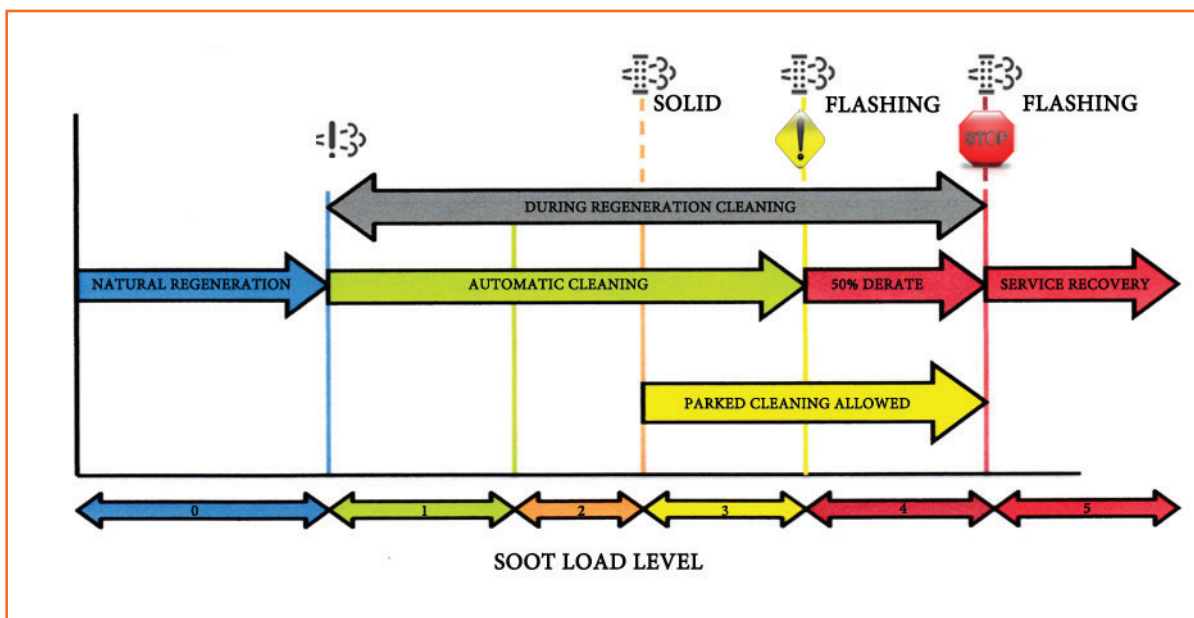 SOLID
FLASHING
FLASHING
STOP
DURING REGENERATION CLEANING
NATURAL REGENERATION
AUTOMATIC CLEANING
50% DERATE
SERVICE RECOVERY
PARKED CLEANING ALLOWED
0
1
2
3
4
5
SOOT LOAD LEVEL